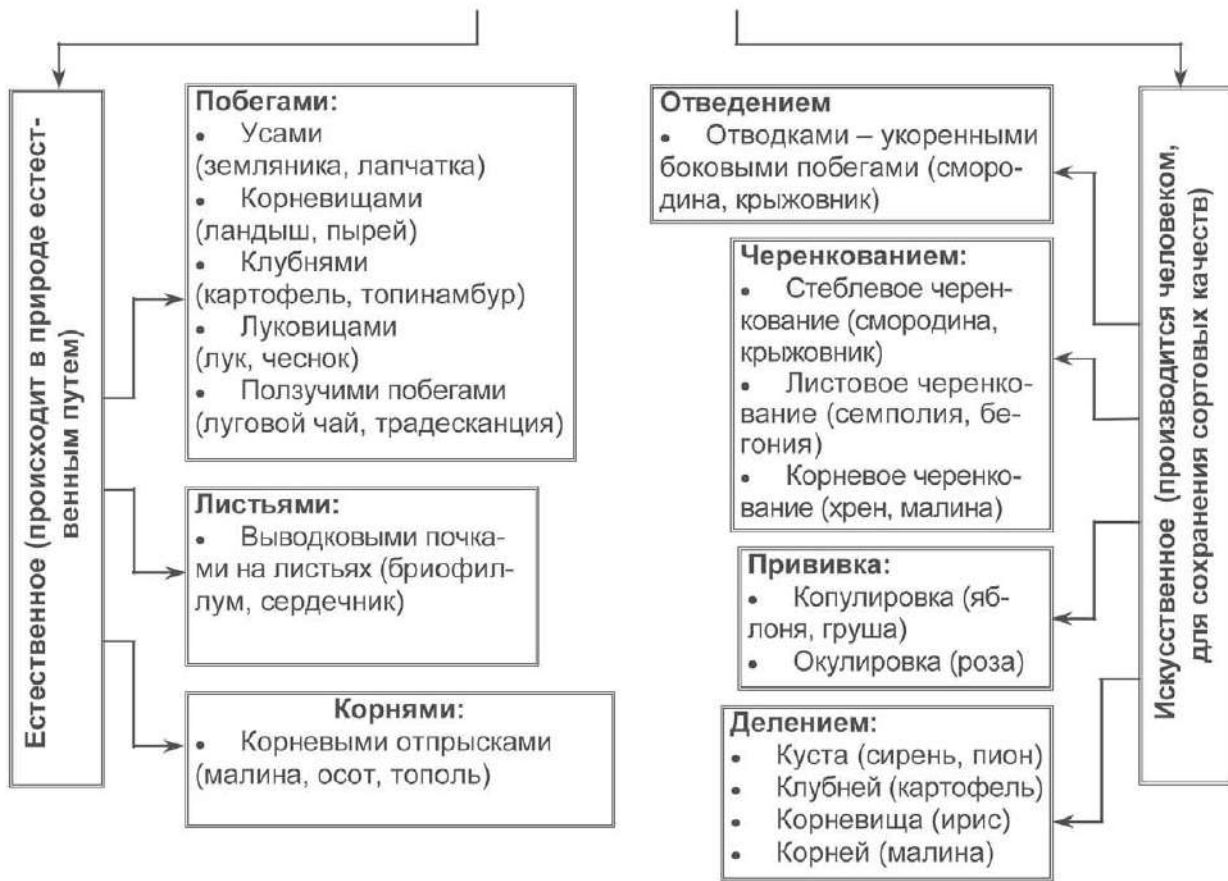 Естественное (происходит в природе естест-
венным путем)
Побегами:
• Усами
(земляника, лапчатка)
• Корневищами
(ландыш, пырей)
• Клубнями
(картофель, топинамбур)
• Луковицами
(лук, чеснок)
• Ползучими побегами
(луговой чай, традесканция)
Листьями:
• Выводковыми почка-
ми на листьях (бриофил-
лум, сердечник)
Корнями:
• Корневыми отпрысками
(малина, осот, тополь)
Отведением
• Отводками – укоренными
боковыми побегами (сморо-
дина, крыжовник)
Черенкованием:
• Стеблевое черен-
кование (смородина,
крыжовник)
• Листовое черенко-
вание (семполия, бе-
гония)
• Корневое черенко-
вание (хрен, малина)
Прививка:
• Копулировка (яб-
лоня, груша)
• Окулировка (роза)
Делением:
• Куста (сирень, пион)
• Клубней (картофель)
• Корневища (ирис)
• Корней (малина)
Искусственное (производится человеком,
для сохранения сортовых качеств)